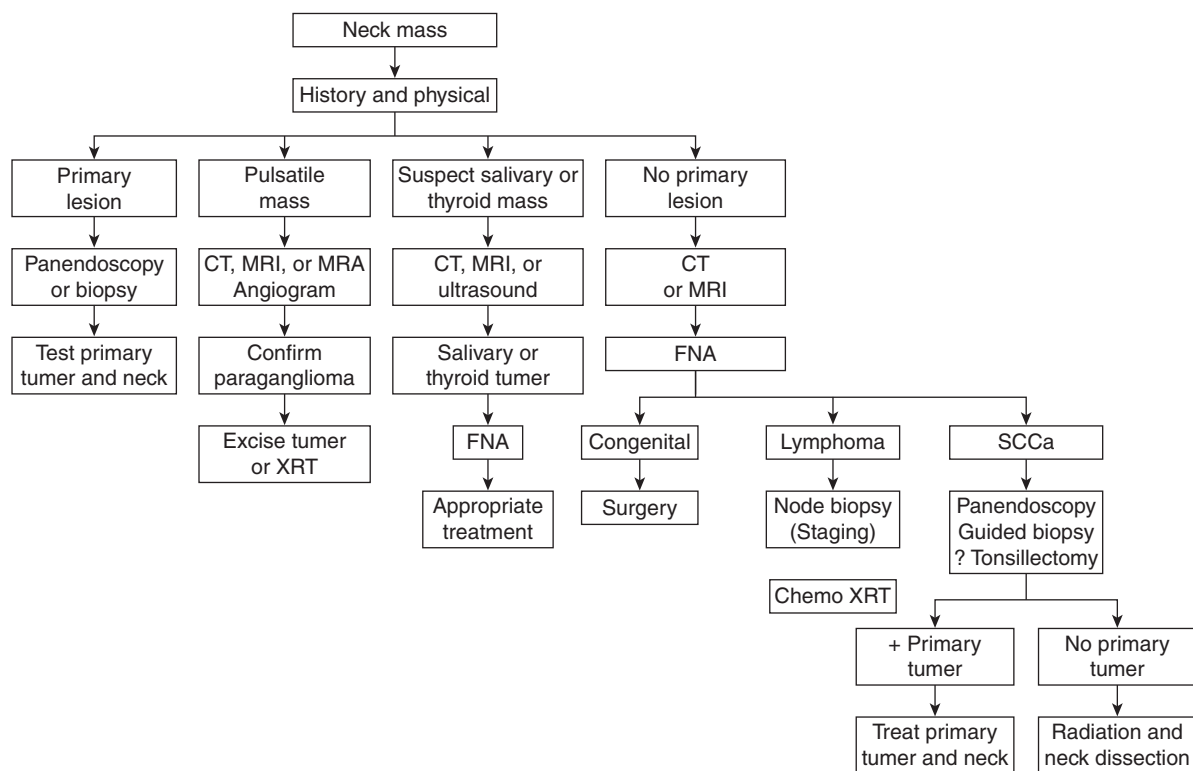 Neck mass
History and physical
Primary
lesion
Pulsatile
mass
Suspect salivary or
thyroid mass
No primary
lesion
Panendoscopy
or biopsy
CT, MRI, or MRA
Angiogram
CT, MRI, or
ultrasound
CT
or MRI
Test primary
tumer and neck
Confirm
paraganglioma
Salivary or
thyroid tumer
FNA
Excise tumer
or XRT
FNA
Congenital
Lymphoma
SCCa
Appropriate
treatment
Surgery
Node biopsy
(Staging)
Panendoscopy
Guided biopsy
? Tonsillectomy
Chemo XRT
+ Primary
tumer
No primary
tumer
Treat primary
tumer and neck
Radiation and
neck dissection